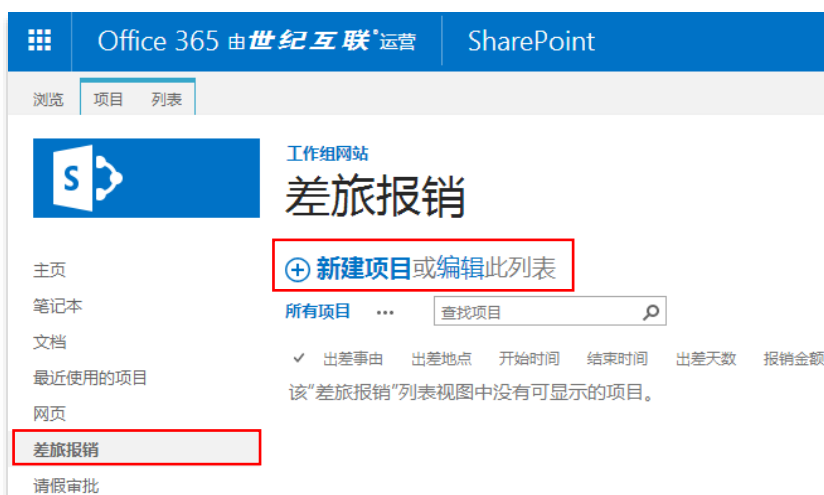 Office 365 由世纪互联运营 SharePoint
浏览 项目 列表
S
工作组网站
差旅报销
⊕ 新建项目或编辑此列表
所有项目 ••• 查找项目
✓ 出差事由 出差地点 开始时间 结束时间 出差天数 报销金额
该“差旅报销”列表视图中没有可显示的项目。
主页
笔记本
文档
最近使用的项目
网页
差旅报销
请假审批